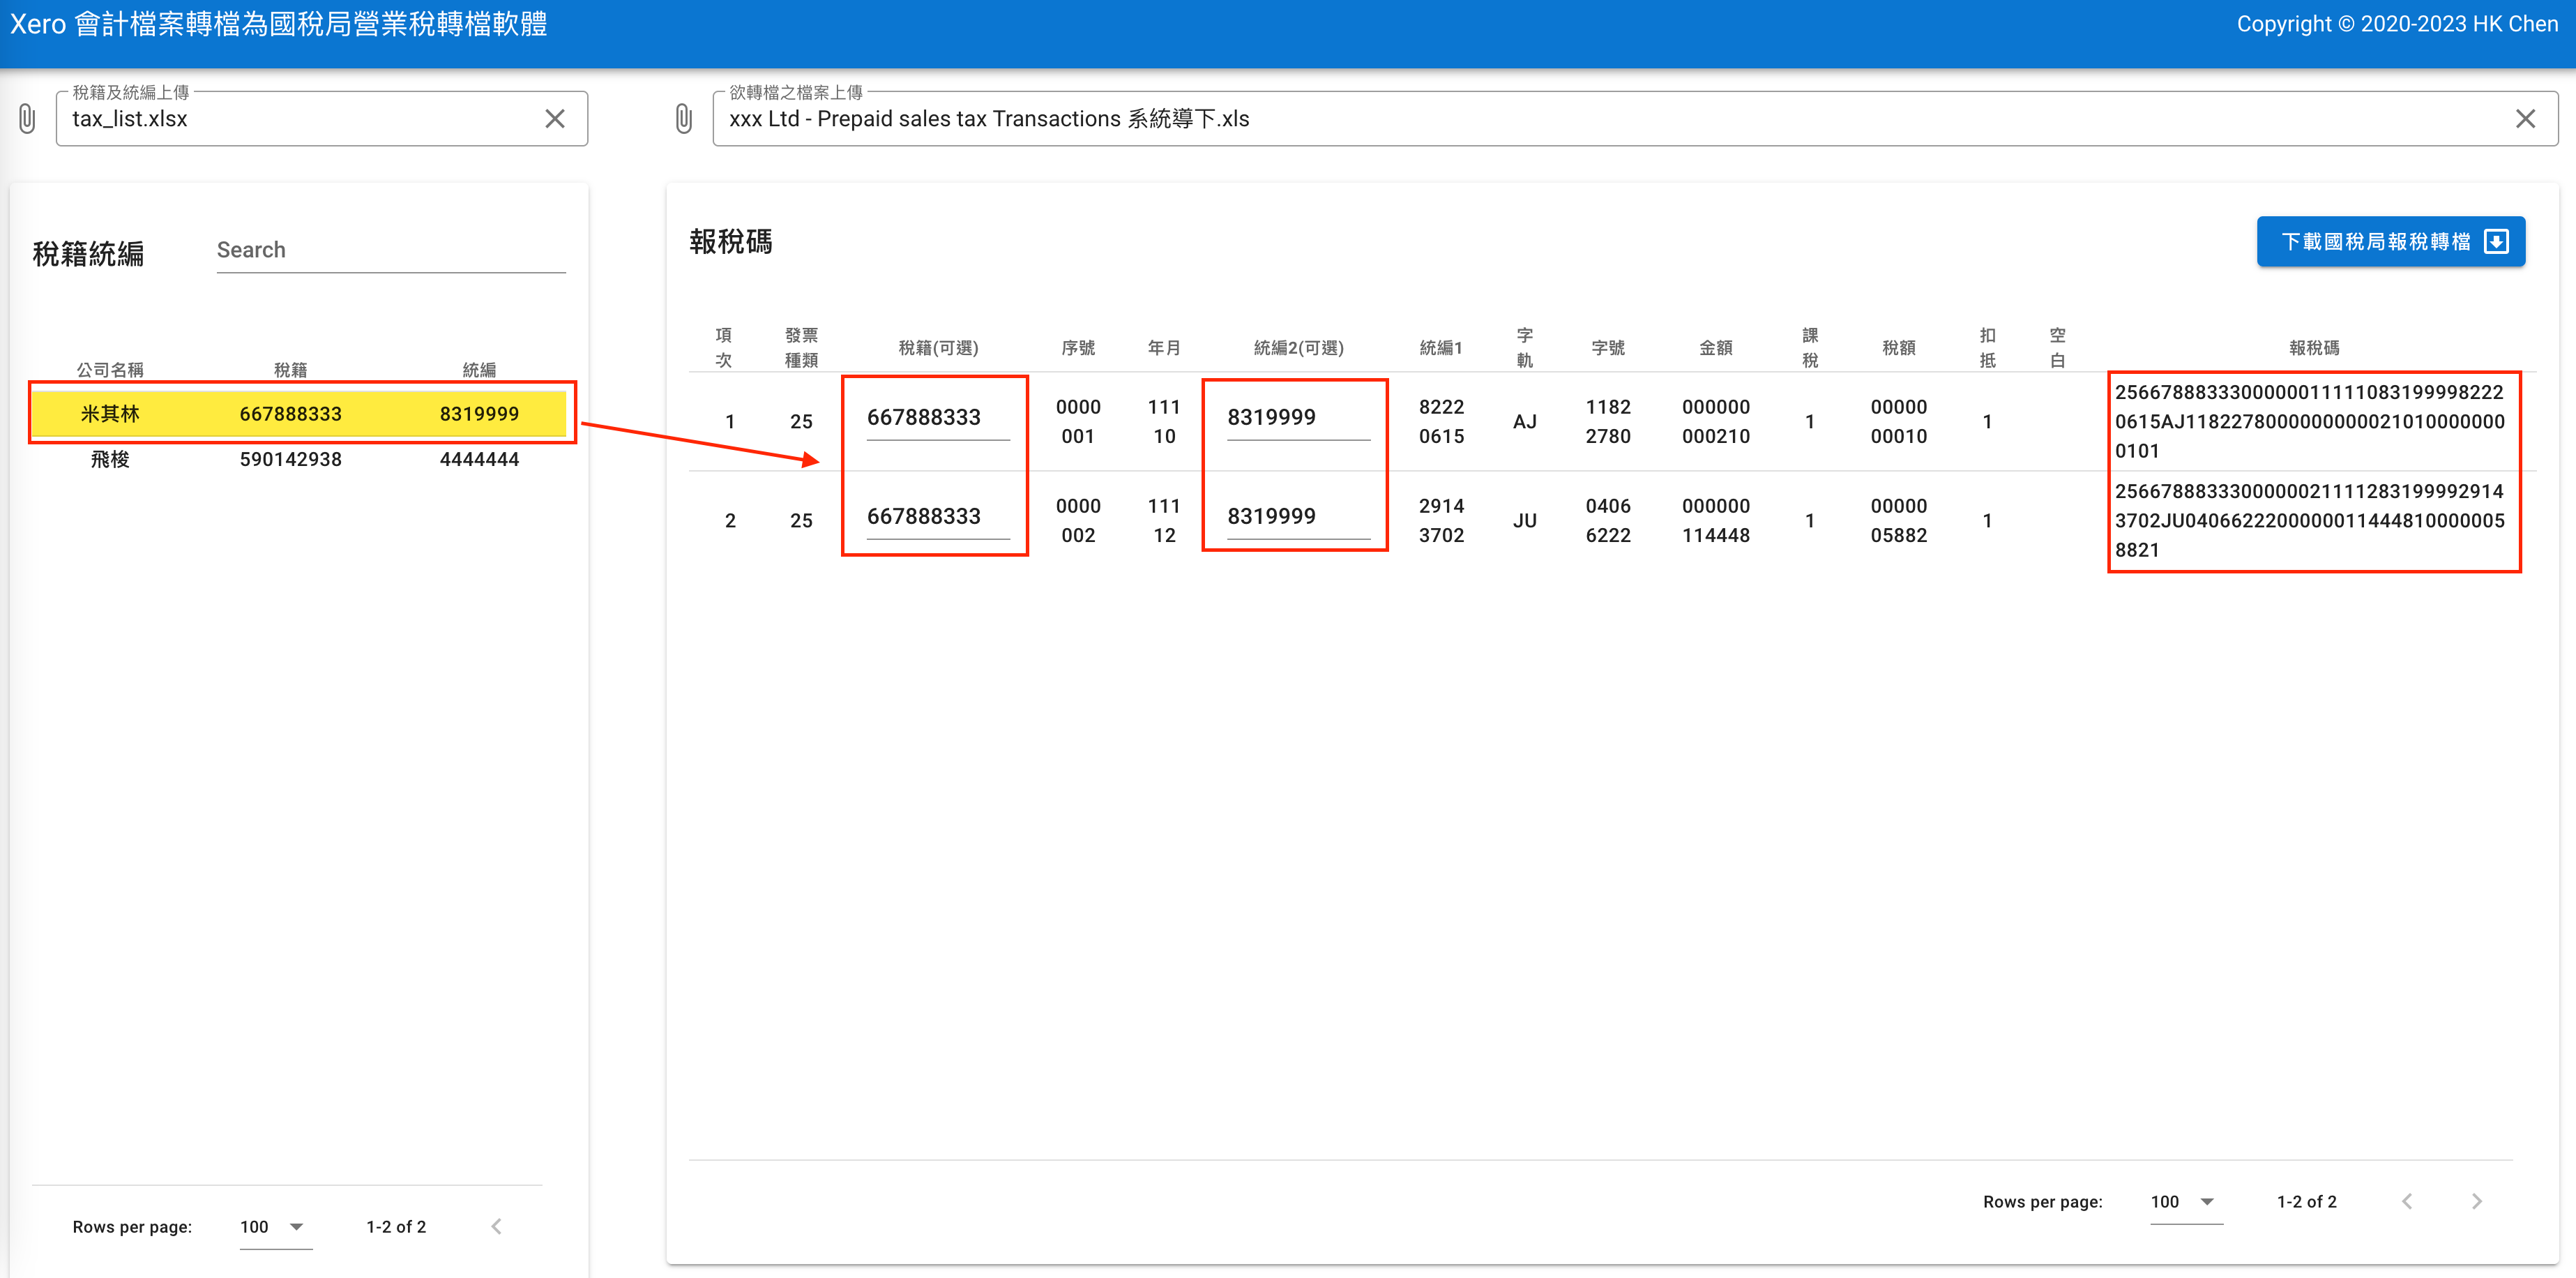 Xero 會計檔案轉檔為國稅局營業稅轉檔軟體
Copyright © 2020-2023 HK Chen
稅籍及統編上傳
tax_list.xlsx
欲轉檔之檔案上傳
xxx Ltd - Prepaid sales tax Transactions 系統導下.xls
稅籍統編
Search
公司名稱 稅籍 統編
米其林 667888333 8319999
飛梭 590142938 4444444
Rows per page: 100 1-2 of 2
報稅碼
下載國稅局報稅轉檔
項次 發票種類 稅籍(可選) 序號 年月 統編2(可選) 統編1 字軌 字號 金額 課稅 稅額 扣抵 空白 報稅碼
1 25 667888333 0000 001 111 10 8319999 8222 0615 AJ 1182 2780 000000 000210 1 00000 00010 1
25667888333000000111110831999982 22
0615AJ11822780000000000021010000000
0101
2 25 667888333 0000 002 111 12 8319999 2914 3702 JU 0406 6222 000000 114448 1 00000 05882 1
2566788833300000021111283199992914
3702JU0406622200000011444810000005
8821
Rows per page: 100 1-2 of 2